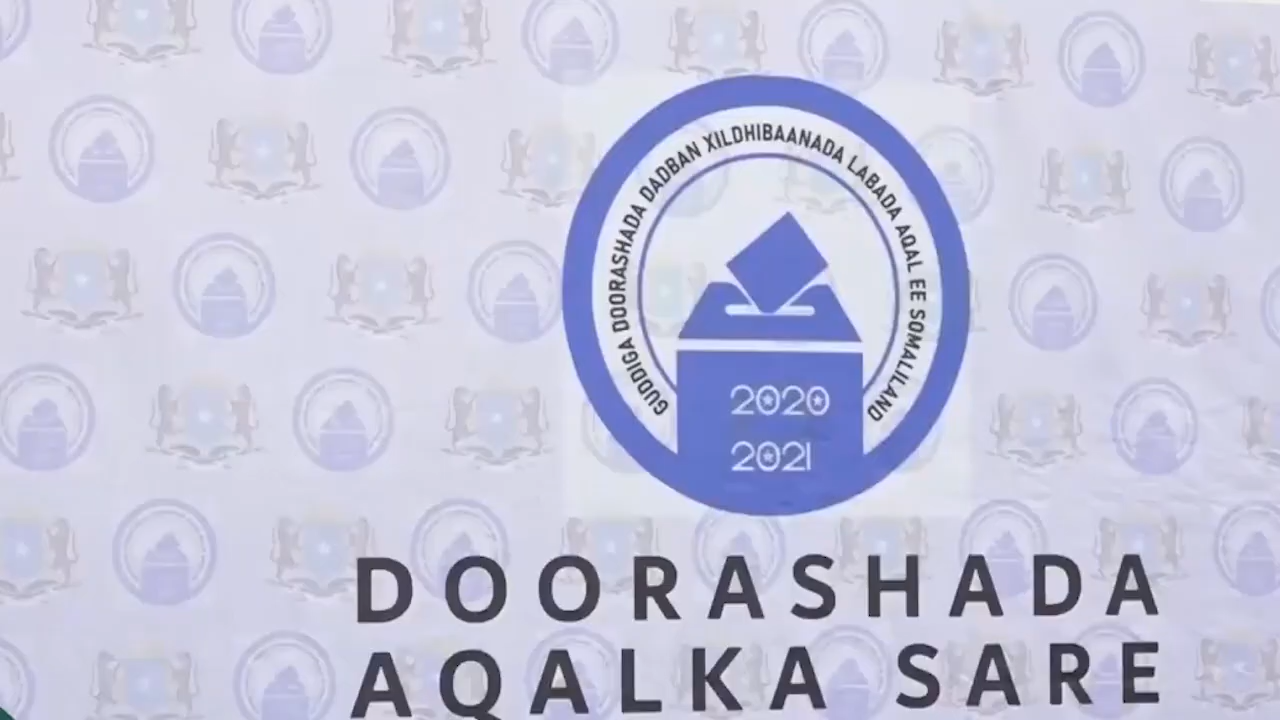 GUDDIGA DOORASHADA DADBAN XILDHIBAANADA LABADA AQAL EE SOMALILAND
2020
2021
DOORASHADA
AQALKA SARE